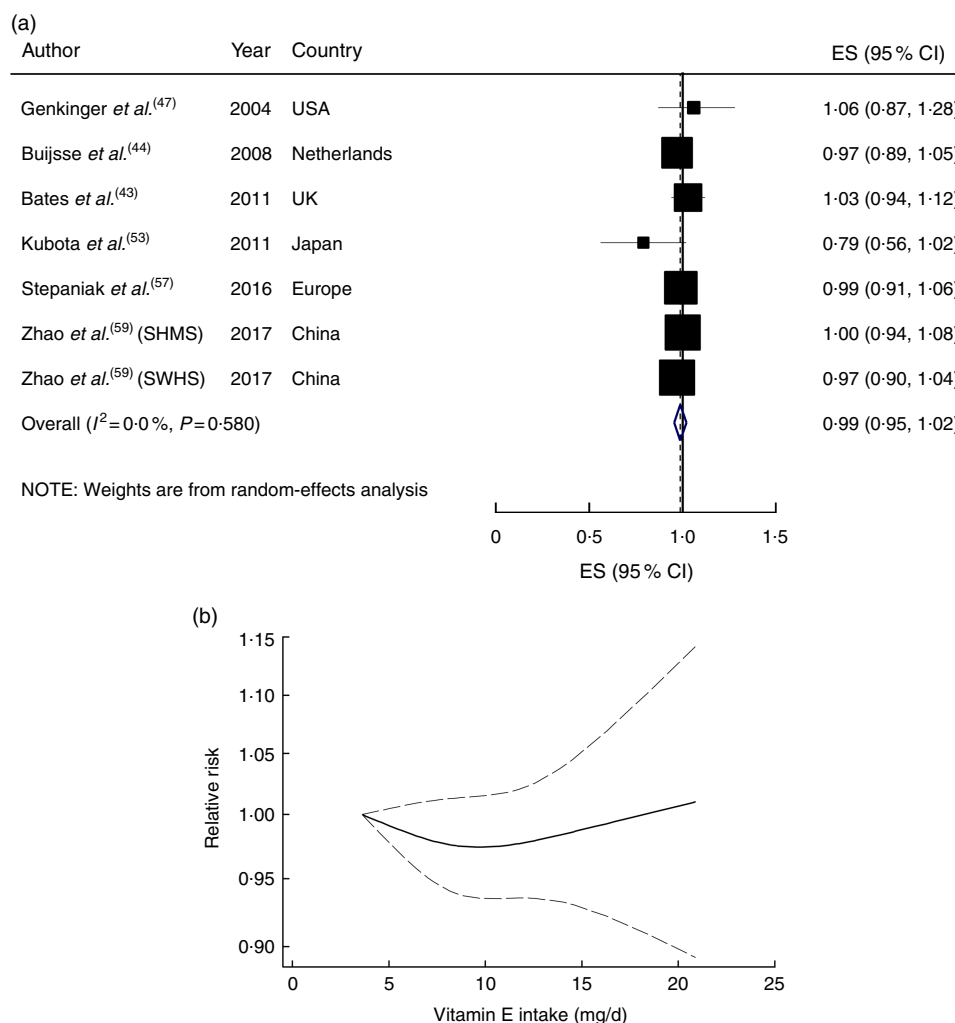 (a)
Author Year Country ES (95 % CI)
Genkinger et al.(47) 2004 USA 1·06 (0·87, 1·28)
Buijsse et al.(44) 2008 Netherlands 0·97 (0·89, 1·05)
Bates et al.(43) 2011 UK 1·03 (0·94, 1·12)
Kubota et al.(53) 2011 Japan 0·79 (0·56, 1·02)
Stepaniak et al.(57) 2016 Europe 0·99 (0·91, 1·06)
Zhao et al.(59) (SHMS) 2017 China 1·00 (0·94, 1·08)
Zhao et al.(59) (SWHS) 2017 China 0·97 (0·90, 1·04)
Overall (I2=0·0 %, P=0·580) 0·99 (0·95, 1·02)
NOTE: Weights are from random-effects analysis
0 0·5 1·0 1·5
ES (95 % CI)
(b)
1·15
1·10
1·05
1·00
0·95
0·90
Relative risk
0 5 10 15 20 25
Vitamin E intake (mg/d)